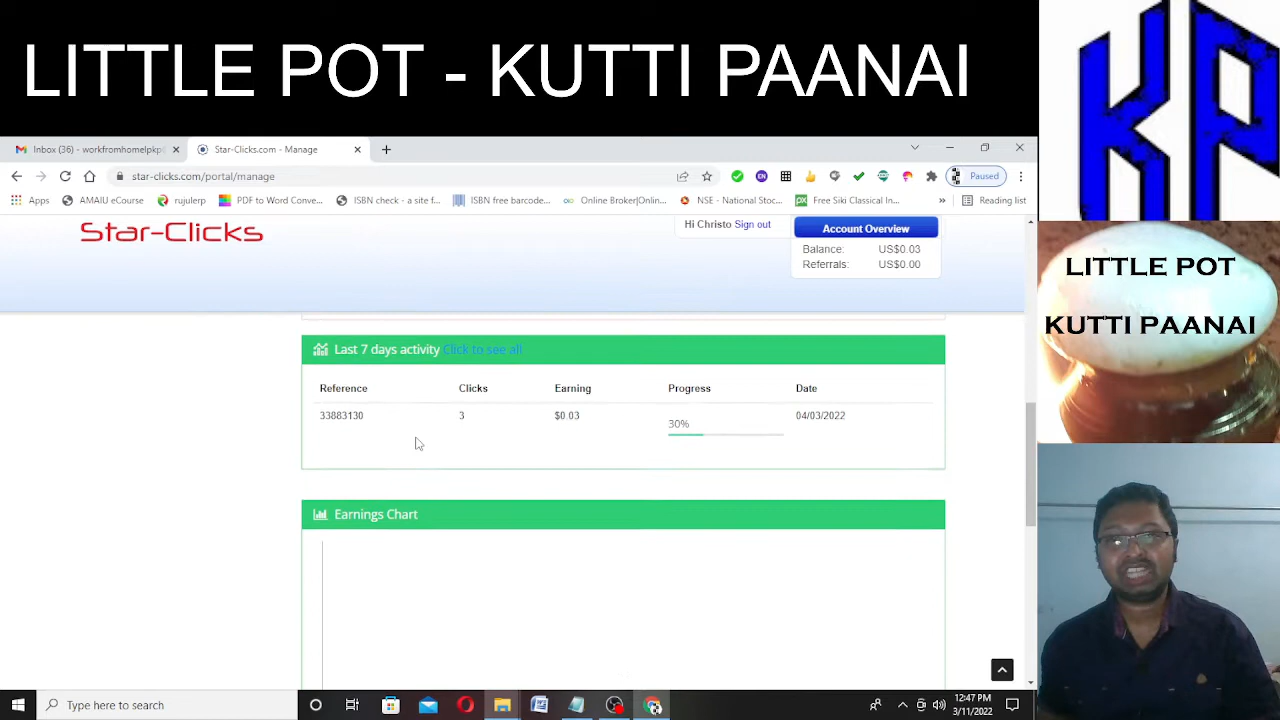 LITTLE POT - KUTTI PAANAI
KP
Inbox (36) - workfromhomelpkp
Star-Clicks.com - Manage
star-clicks.com/portal/manage
Paused
Apps
AMAIU eCourse
rujulerp
PDF to Word Conve...
ISBN check - a site f...
ISBN free barcode...
Online Broker|Onlin...
NSE - National Stoc...
Free Siki Classical In...
Reading list
Star-Clicks
Hi Christo Sign out
Account Overview
Balance: US$0.03
Referrals: US$0.00
LITTLE POT
KUTTI PAANAI
Last 7 days activity Click to see all
Reference Clicks Earning Progress Date
33883130 3 $0.03 30% 04/03/2022
Earnings Chart
Type here to search
12:47 PM
3/11/2022